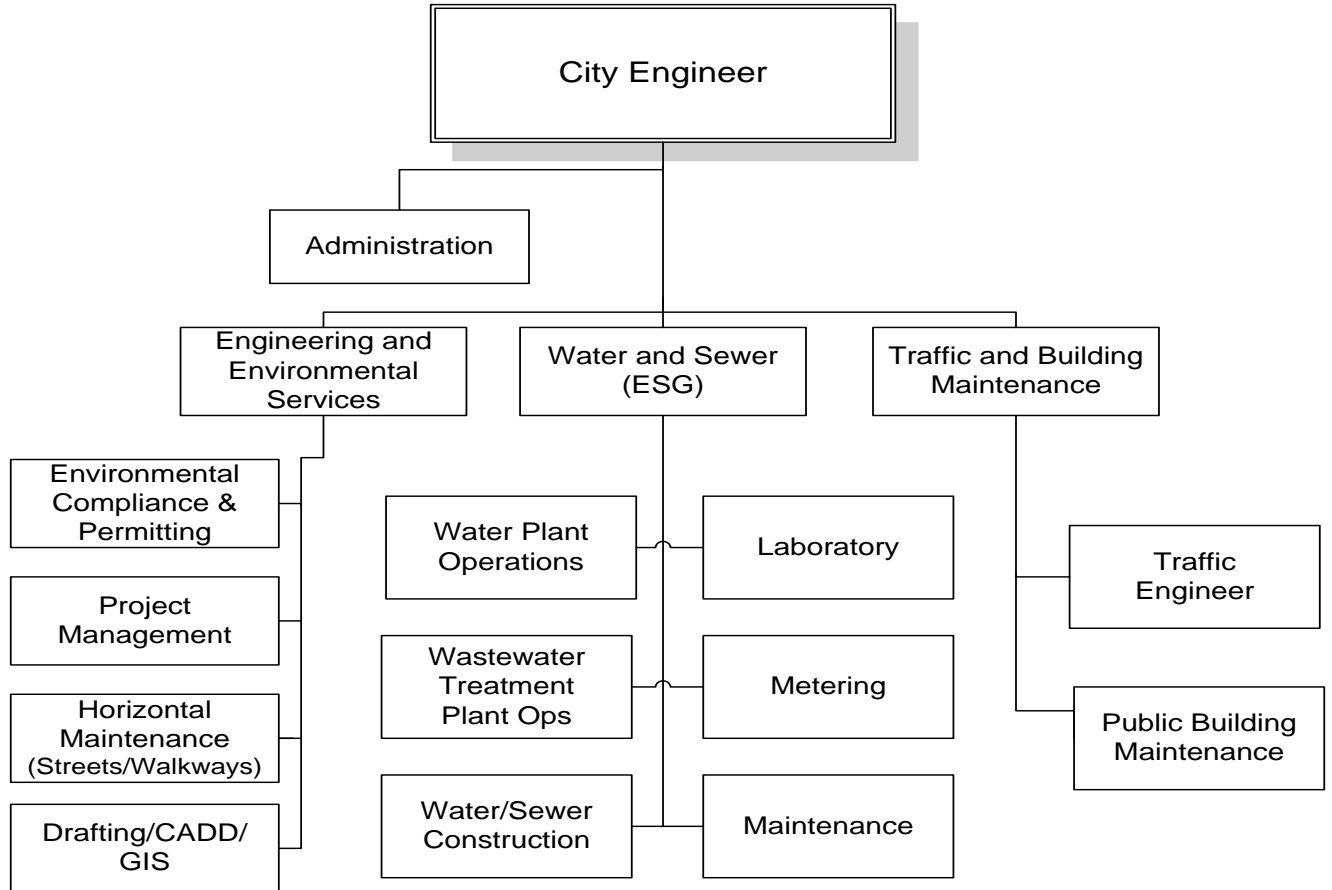 City Engineer
Administration
Engineering and
Environmental
Services
Water and Sewer
(ESG)
Traffic and Building
Maintenance
Environmental
Compliance &
Permitting
Project
Management
Horizontal
Maintenance
(Streets/Walkways)
Drafting/CADD/
GIS
Water Plant
Operations
Laboratory
Wastewater
Treatment
Plant Ops
Metering
Water/Sewer
Construction
Maintenance
Traffic
Engineer
Public Building
Maintenance